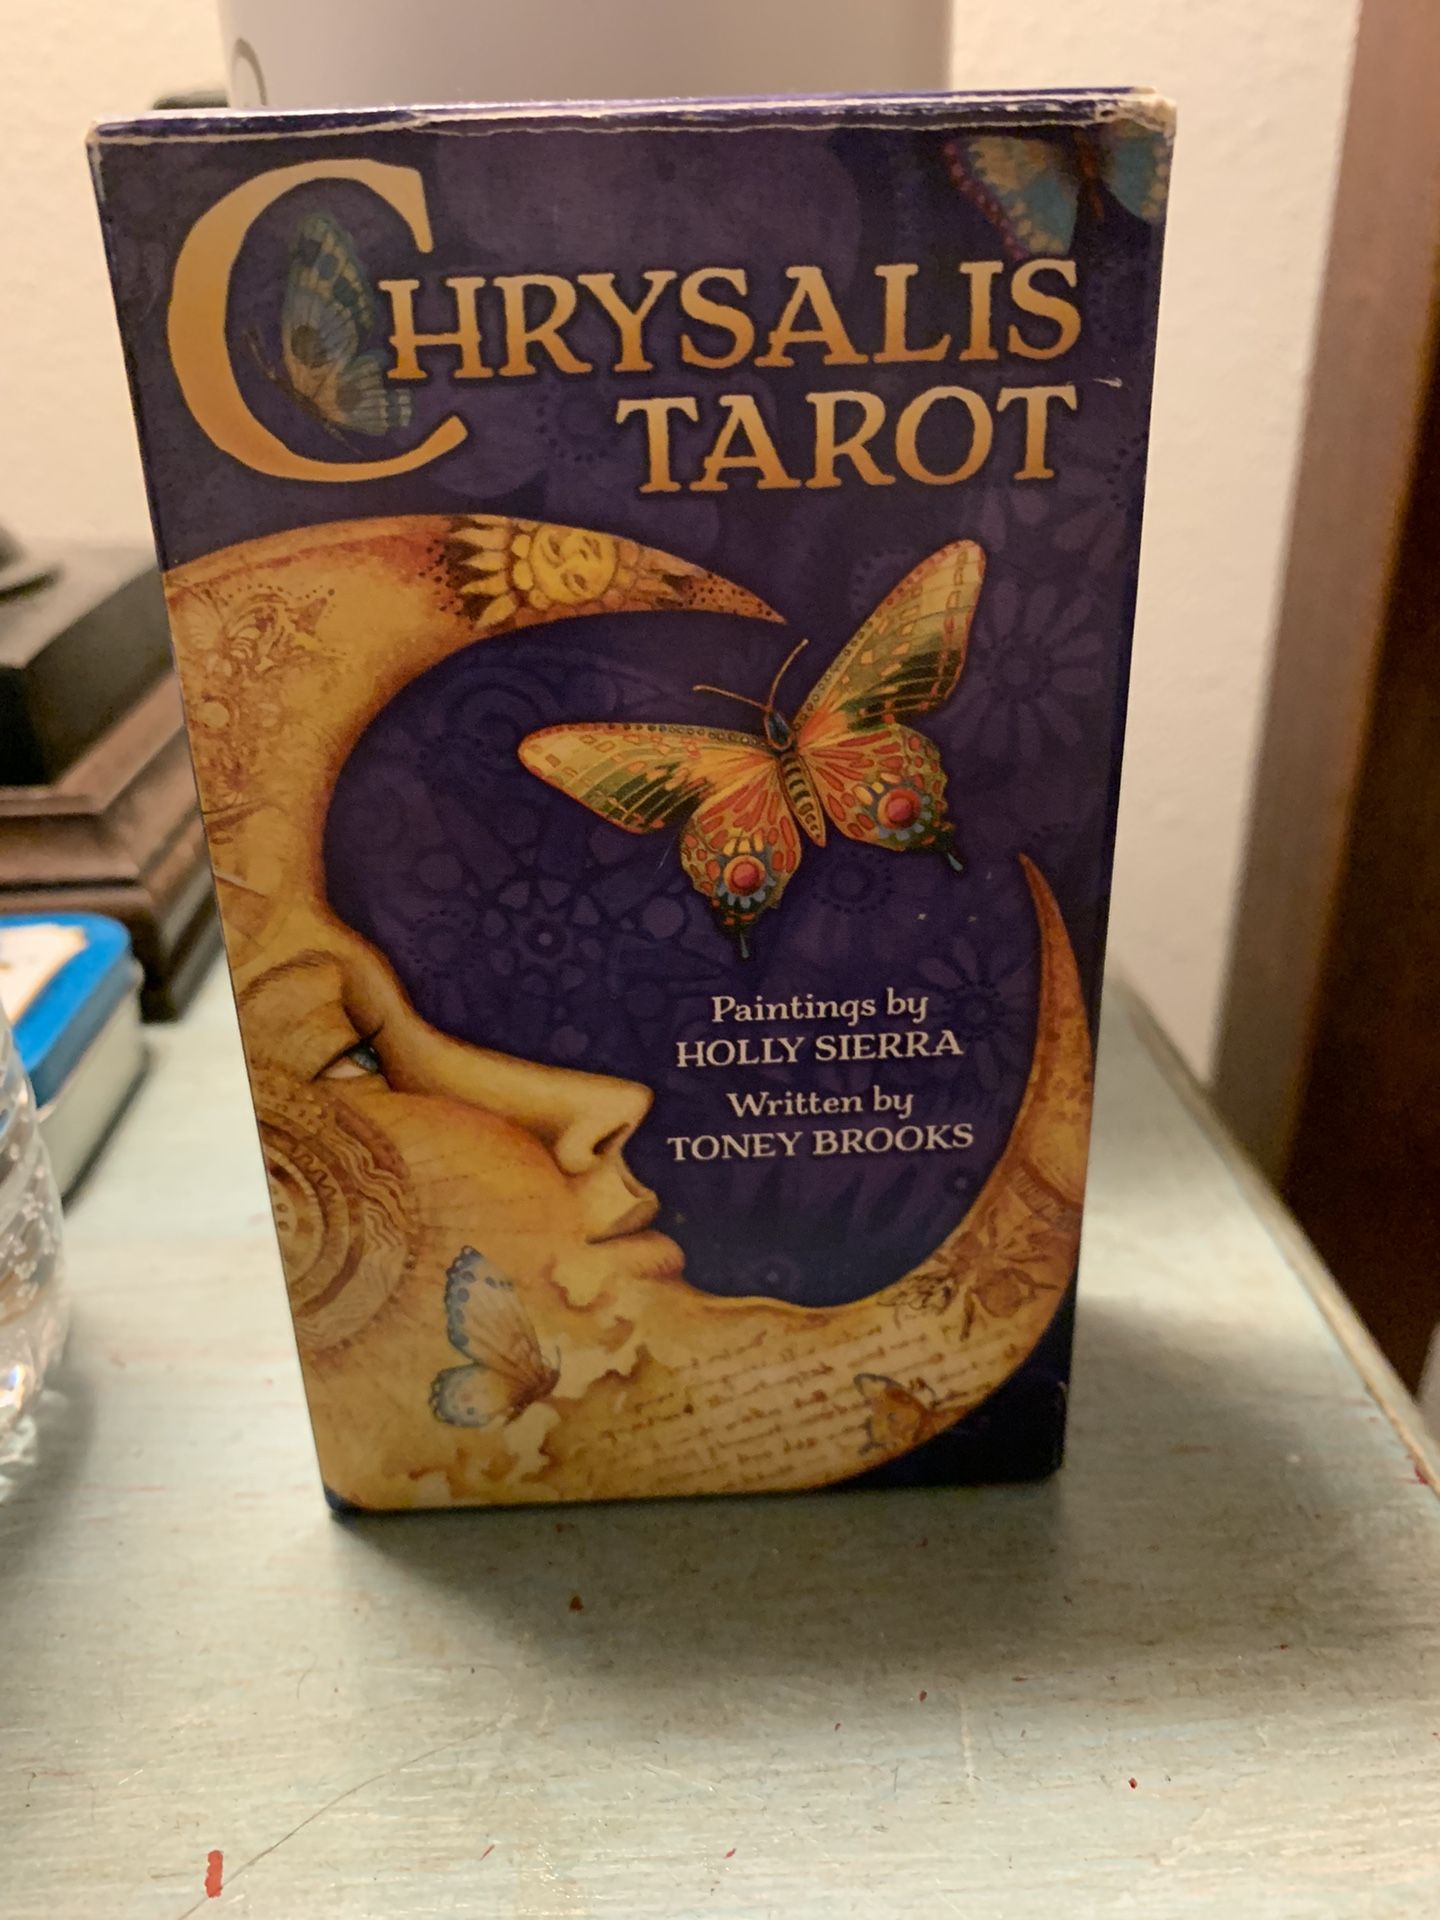 CHRYSALIS
TAROT
Paintings by
HOLLY SIERRA
Written by
TONEY BROOKS